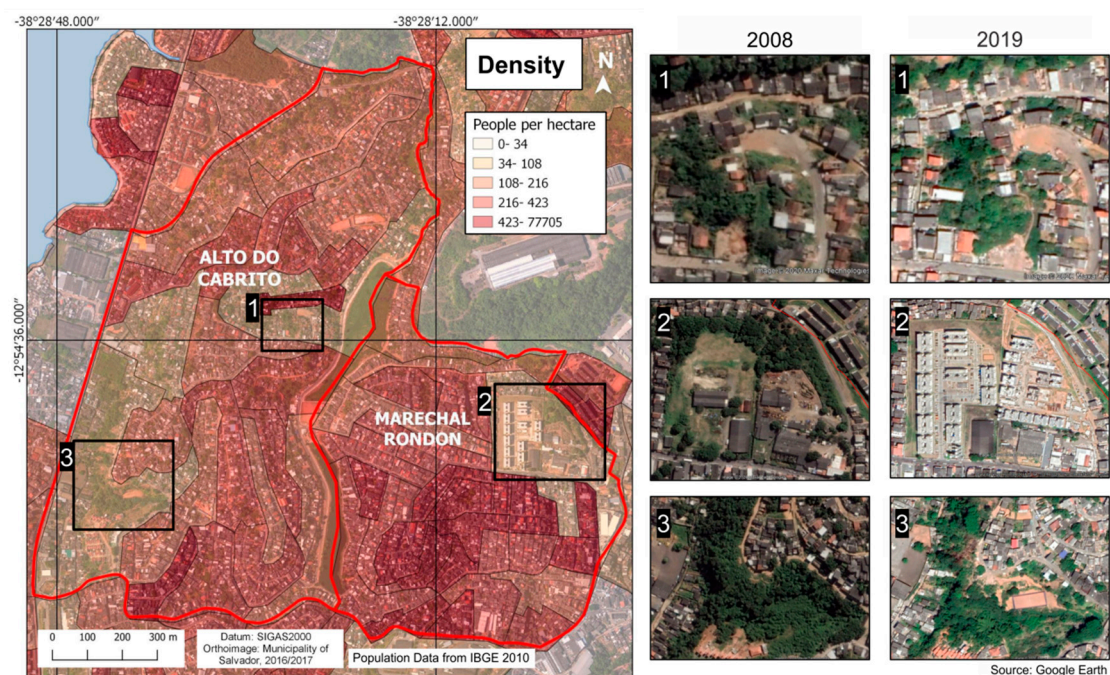 -38°28'48.000"
-38°28'12.000"
Density
N
People per hectare
0- 34
34- 108
108- 216
216- 423
423- 77705
ALTO DO
CABRITO
1
-12°54'36.000"
MARECHAL
RONDON
2
3
0 100 200 300 m
Datum: SIGAS2000
Orthoimage: Municipality of
Salvador, 2016/2017
Population Data from IBGE 2010
2008
2019
1
1
2
2
3
3
Source: Google Earth